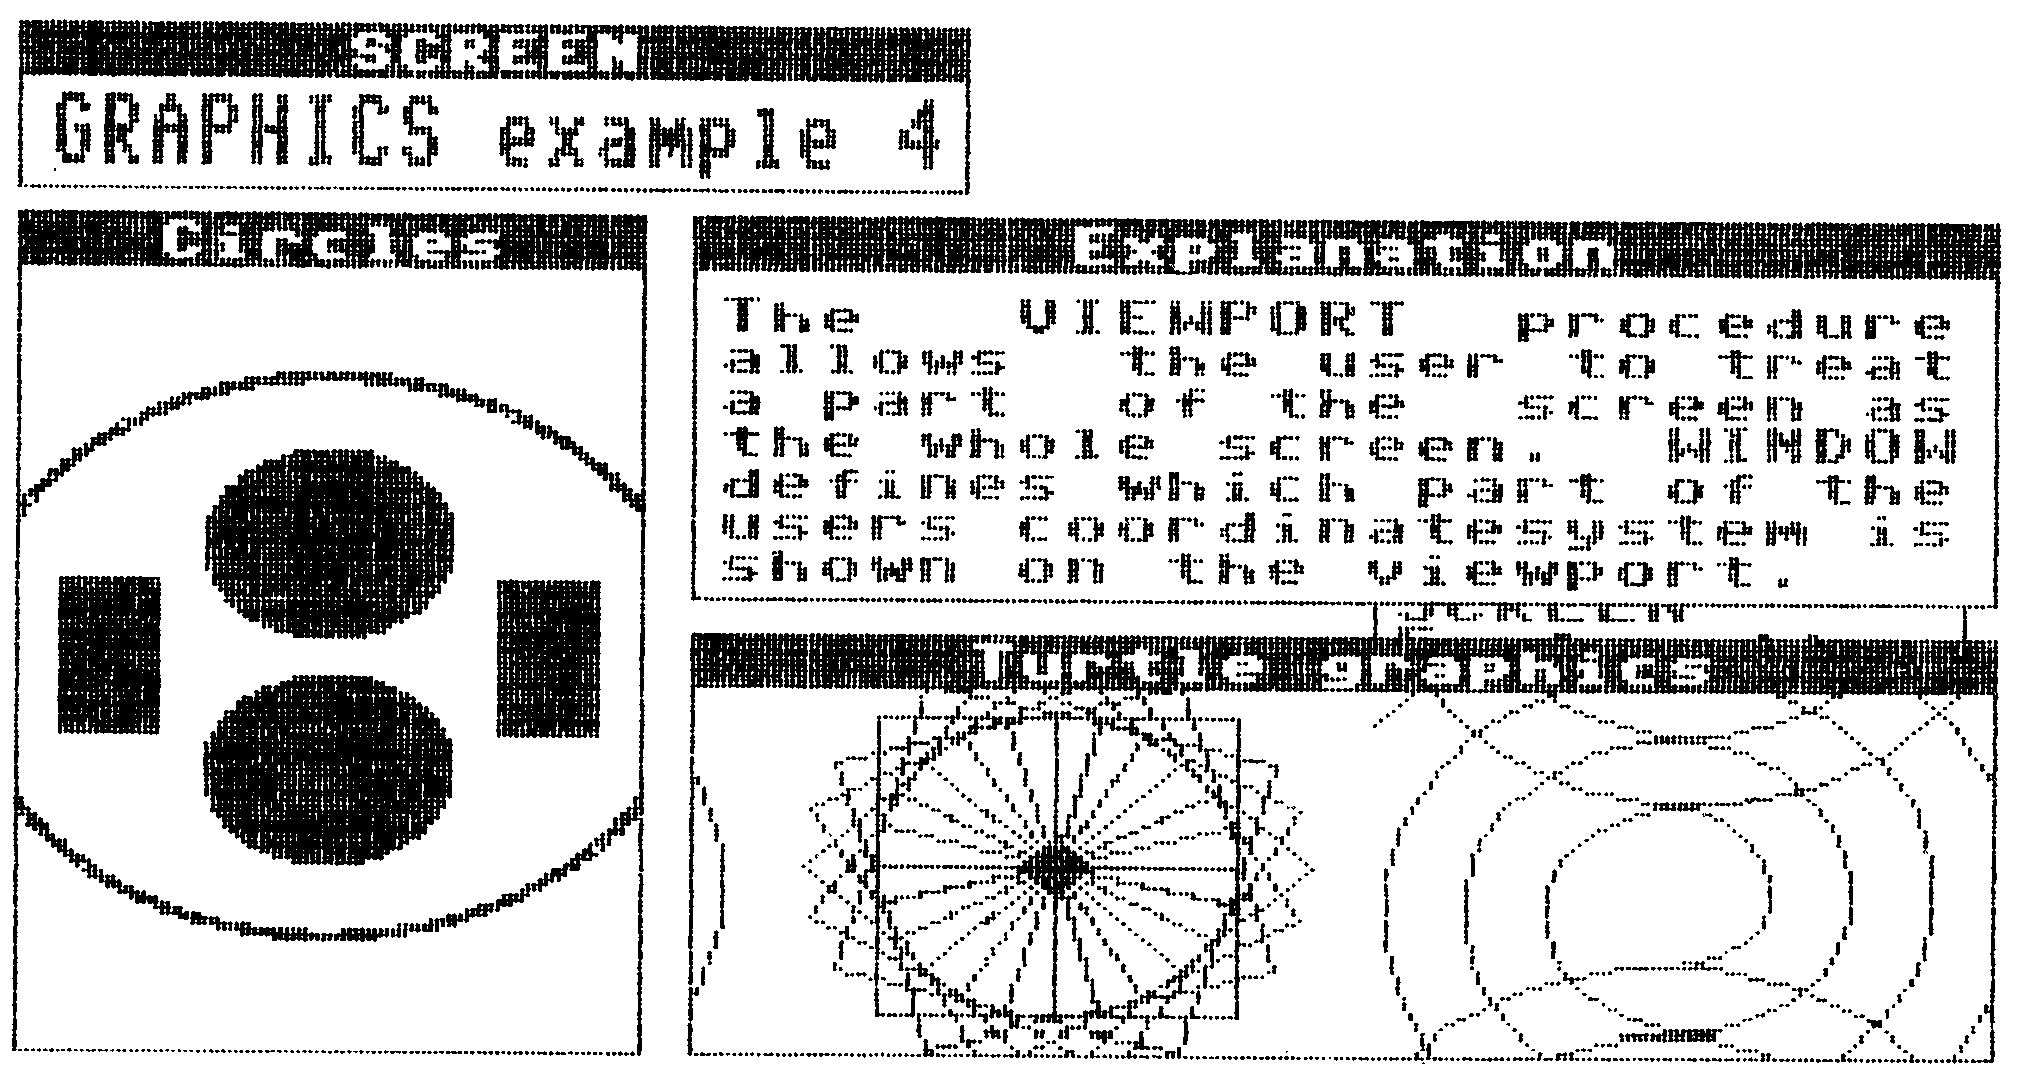 SCREEN
GRAPHICS example 4
Circles
Explanation
The VIEWPORT procedure
allows the user to treat
a part of the screen as
the whole screen. WINDOW
defines which part of the
users coordinatesystem is
shown on the viewport.
Turtle graphics